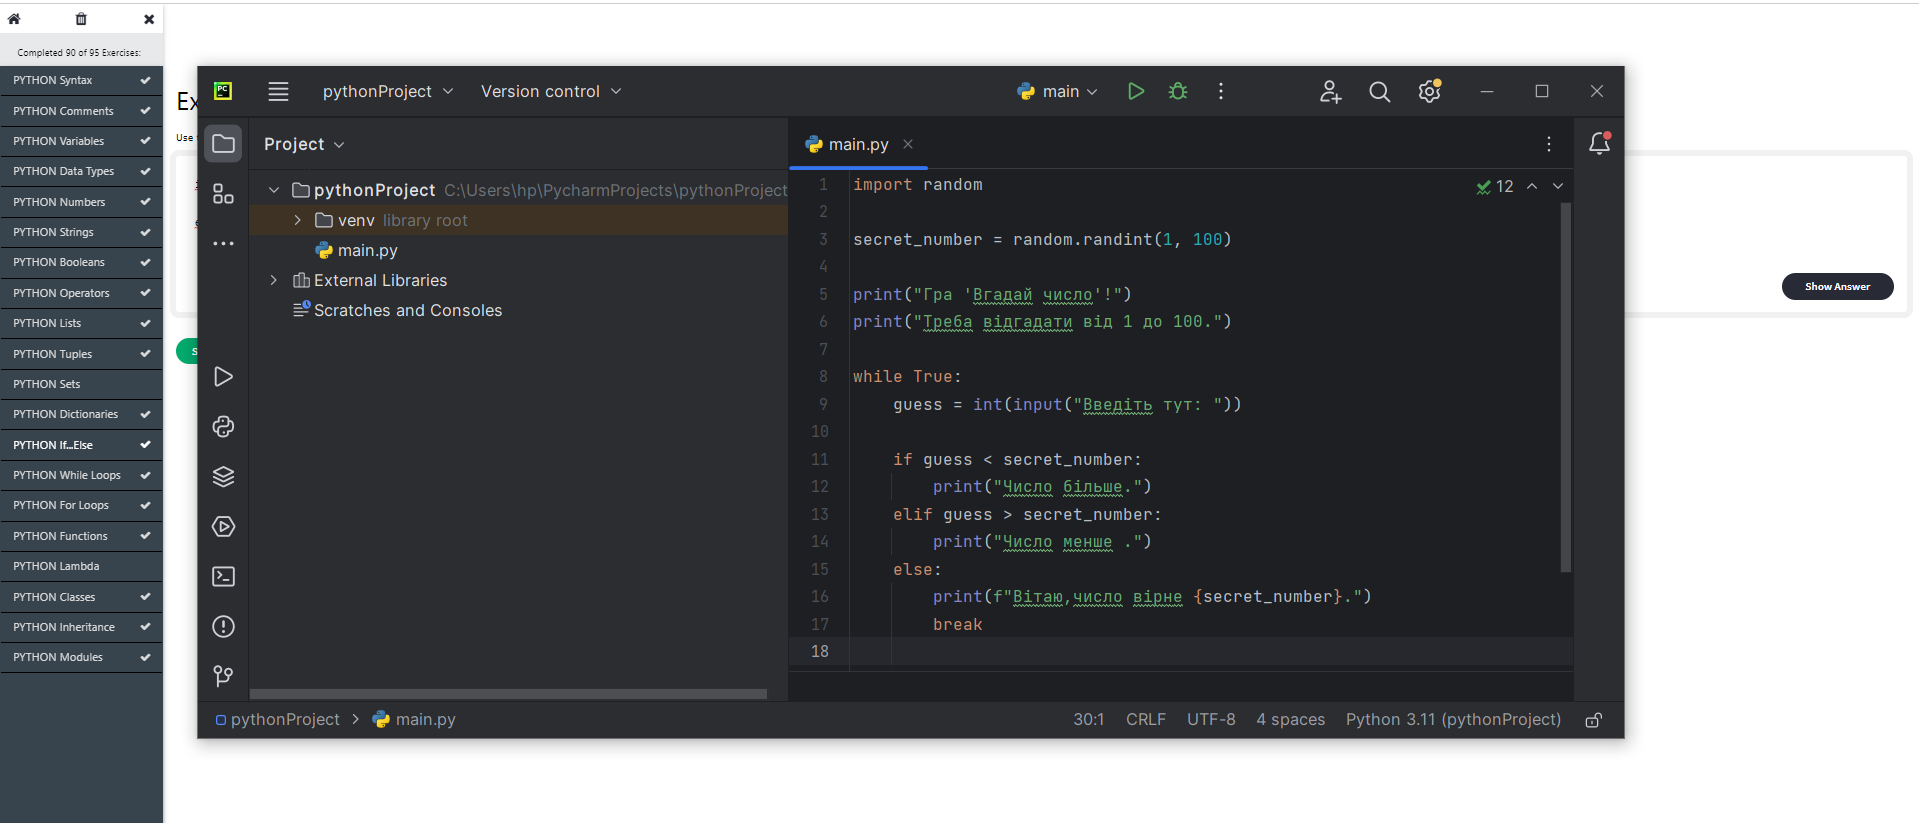 Completed 90 of 95 Exercises:
PYTHON Syntax
PYTHON Comments
PYTHON Variables
PYTHON Data Types
PYTHON Numbers
PYTHON Strings
PYTHON Booleans
PYTHON Operators
PYTHON Lists
PYTHON Tuples
PYTHON Sets
PYTHON Dictionaries
PYTHON If...Else
PYTHON While Loops
PYTHON For Loops
PYTHON Functions
PYTHON Lambda
PYTHON Classes
PYTHON Inheritance
PYTHON Modules
Ex
Use
Show Answer
S
PC
pythonProject
Version control
main
Project
pythonProject C:\Users\hp\PycharmProjects\pythonProject
venv library root
main.py
External Libraries
Scratches and Consoles
main.py
12
1 import random
2
3 secret_number = random.randint(1, 100)
4
5 print("Гра 'Вгадай число'!")
6 print("Треба відгадати від 1 до 100.")
7
8 while True:
9 guess = int(input("Введіть тут: "))
10
11 if guess < secret_number:
12 print("Число більше.")
13 elif guess > secret_number:
14 print("Число менше .")
15 else:
16 print(f"Вітаю,число вірне {secret_number}.")
17 break
18
pythonProject > main.py
30:1 CRLF UTF-8 4 spaces Python 3.11 (pythonProject)